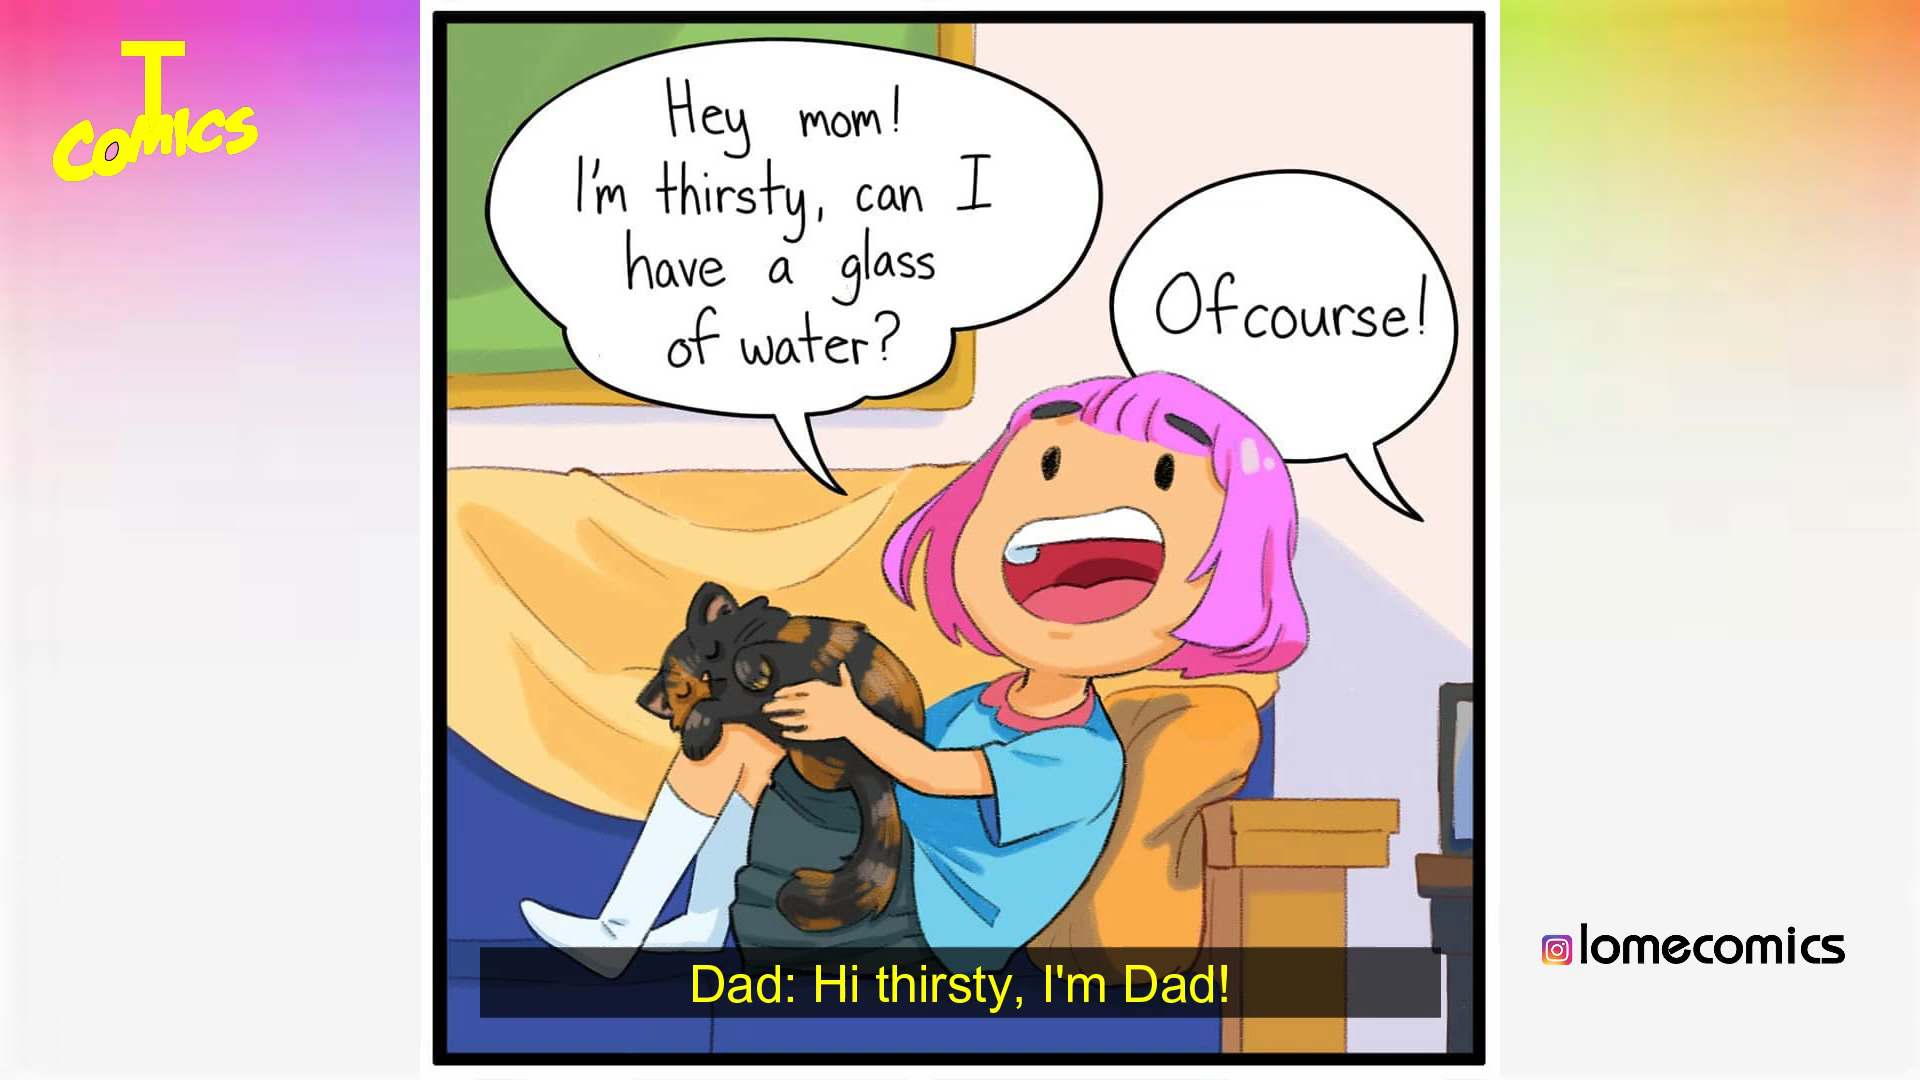 T
COMICS
Hey mom!
I'm thirsty, can I
have a glass
of water?
Ofcourse!
Dad: Hi thirsty, I'm Dad!
lomecomics